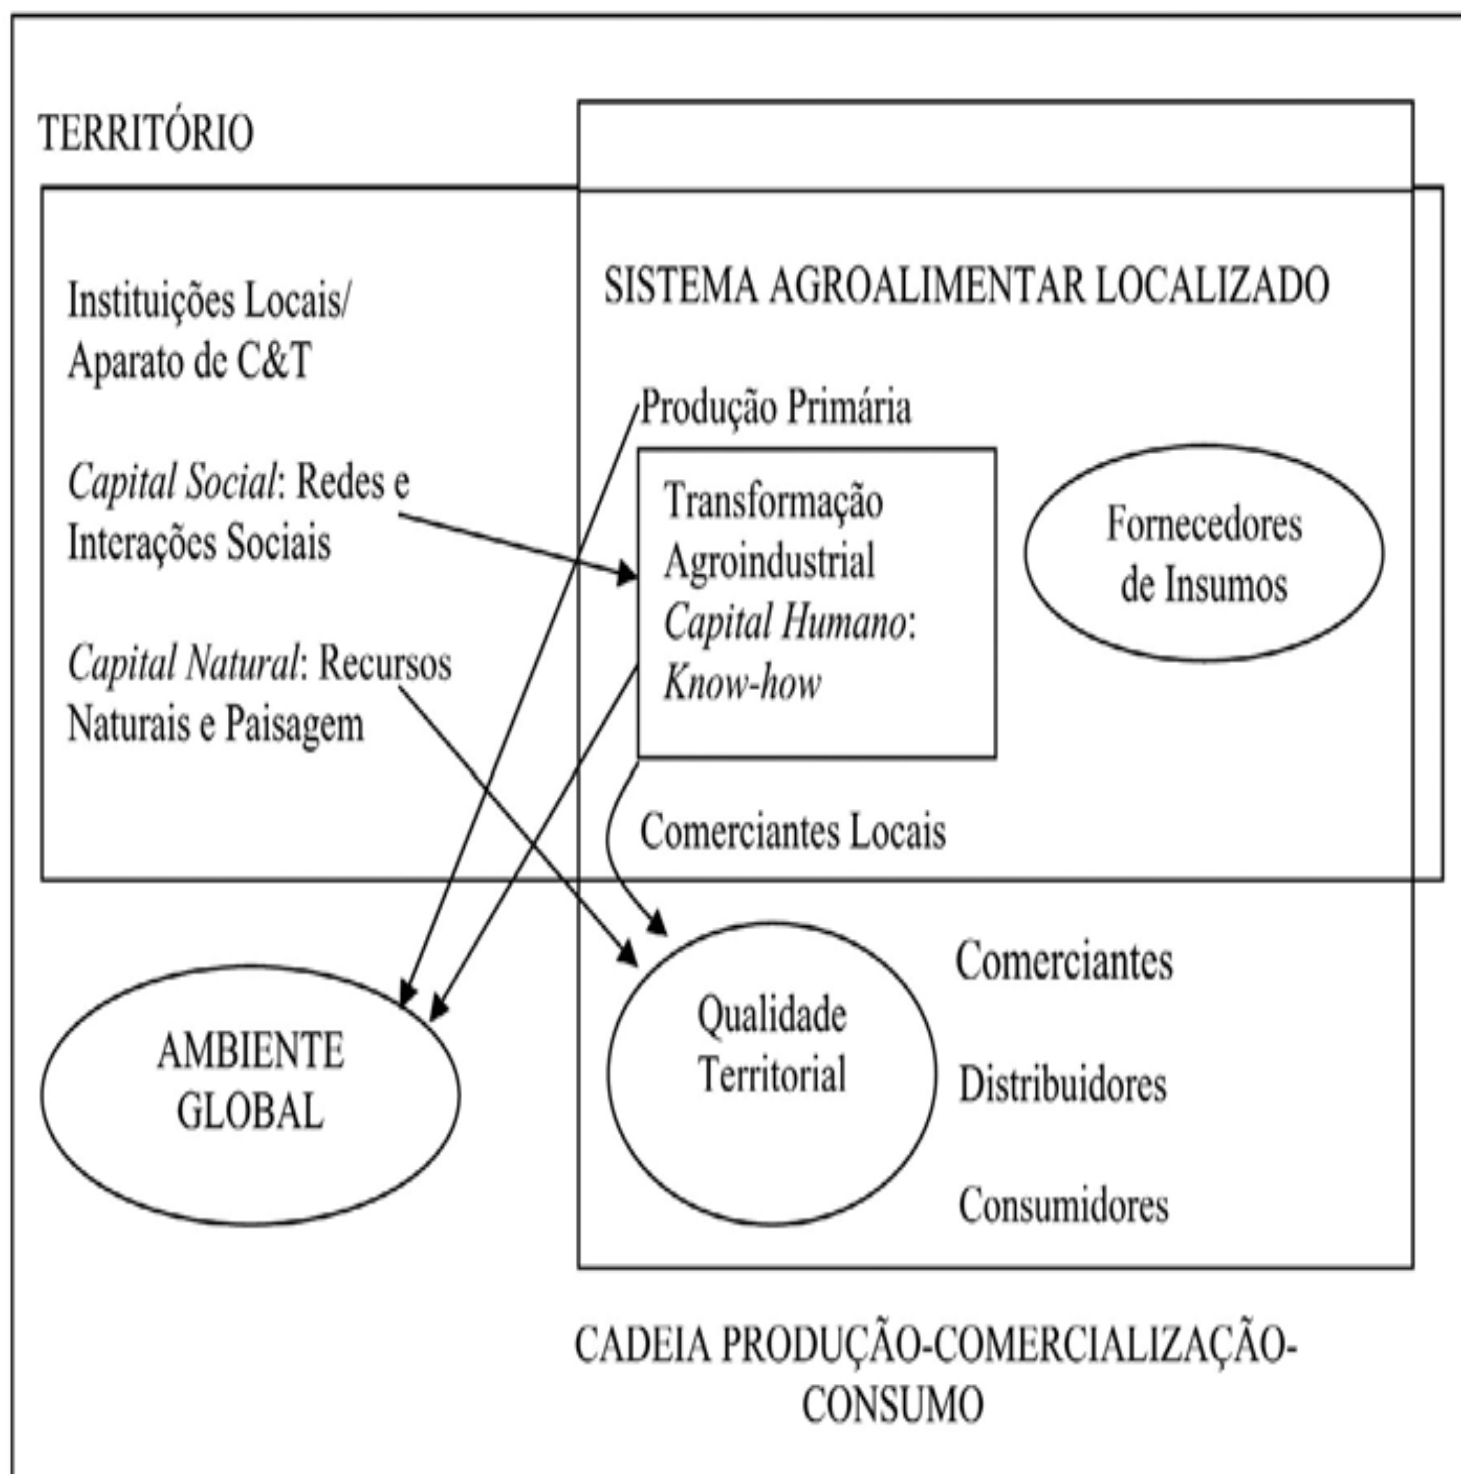 TERRITÓRIO
Instituições Locais/
Aparato de C&T
Capital Social: Redes e
Interações Sociais
Capital Natural: Recursos
Naturais e Paisagem
SISTEMA AGROALIMENTAR LOCALIZADO
Produção Primária
Transformação
Agroindustrial
Capital Humano:
Know-how
Fornecedores
de Insumos
Comerciantes Locais
AMBIENTE
GLOBAL
Qualidade
Territorial
Comerciantes
Distribuidores
Consumidores
CADEIA PRODUÇÃO-COMERCIALIZAÇÃO-
CONSUMO